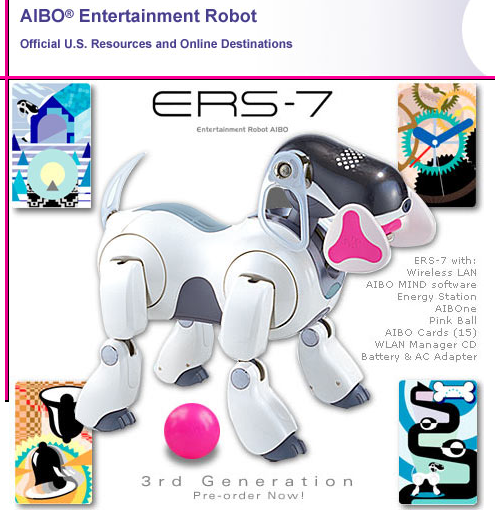 AIBO® Entertainment Robot
Official U.S. Resources and Online Destinations
ERS-7
Entertainment Robot AIBO
ERS-7 with:
Wireless LAN
AIBO MIND software
Energy Station
AIBOne
Pink Ball
AIBO Cards (15)
WLAN Manager CD
Battery & AC Adapter
3rd Generation
Pre-order Now!